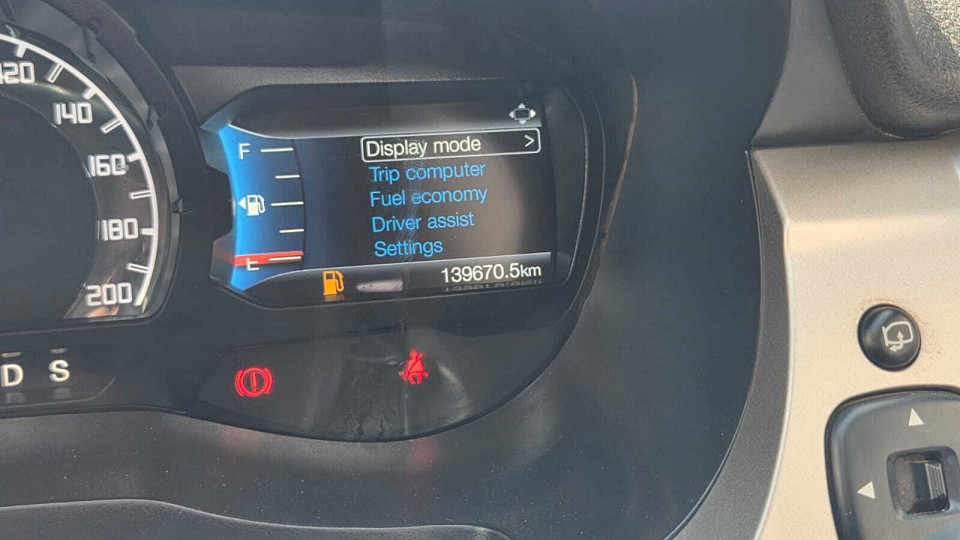 120
140
160
180
200
D S
F
E
Display mode >
Trip computer
Fuel economy
Driver assist
Settings
139670.5km